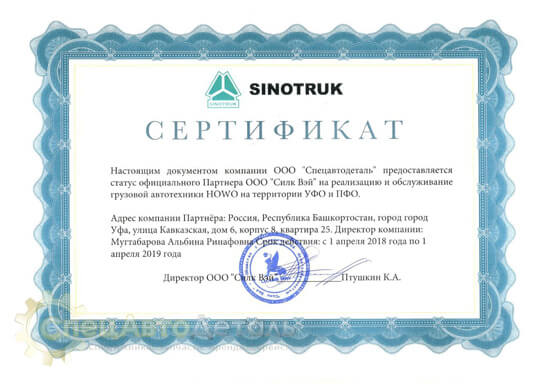 SINOTRUK
SINOTRUK
СЕРТИФИКАТ
Настоящим документом компании ООО "Спецавтодеталь" предоставляется
статус официального Партнера ООО "Силк Вэй" на реализацию и обслуживание
грузовой автотехники HOWO на территории УФО и ПФО.
Адрес компании Партнёра: Россия, Республика Башкортостан, город город
Уфа, улица Кавказская, дом 6, корпус 8, квартира 25. Директор компании:
Муттабарова Альбина Ринафовна Срок действия: с 1 апреля 2018 года по 1
апреля 2019 года
Директор ООО "Силк Вэй" Птушкин К.А.
СпецАвтоДеталь